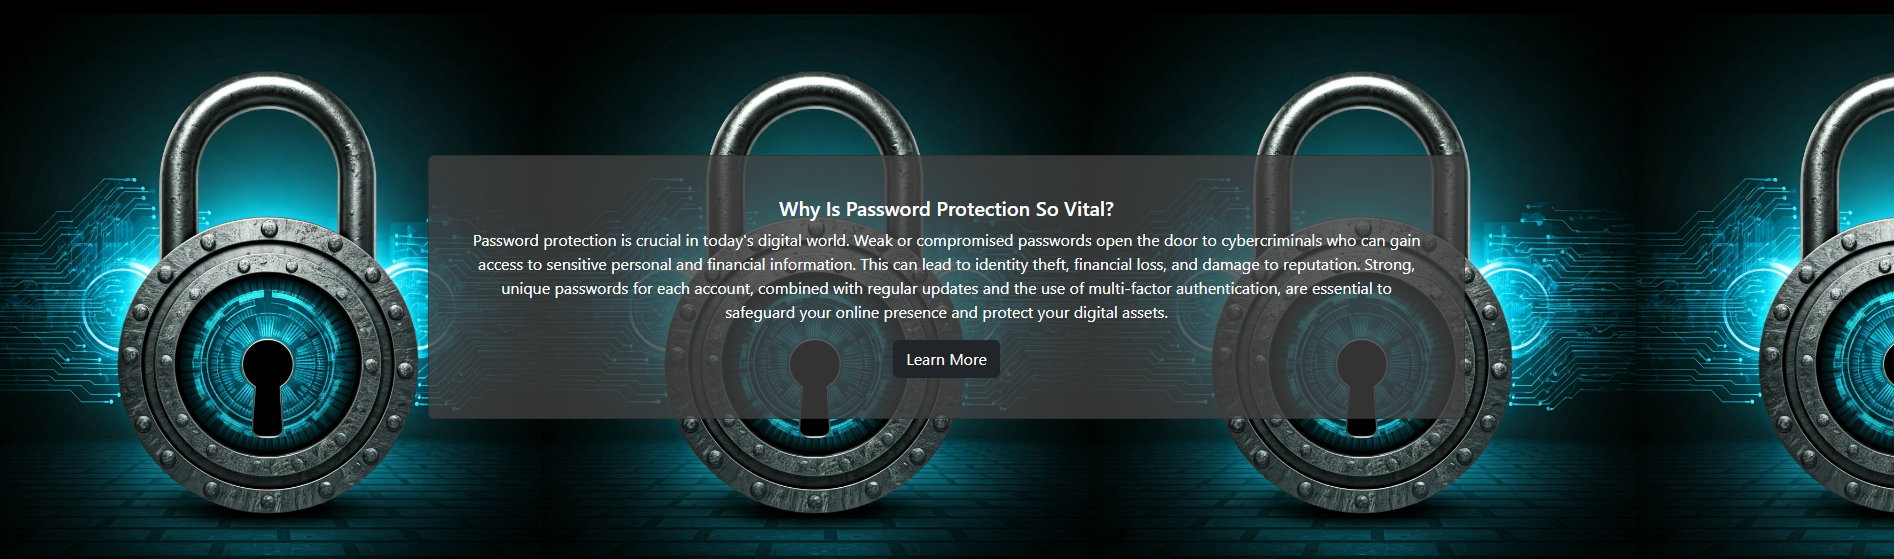 Why Is Password Protection So Vital?
Password protection is crucial in today's digital world. Weak or compromised passwords open the door to cybercriminals who can gain
access to sensitive personal and financial information. This can lead to identity theft, financial loss, and damage to reputation. Strong,
unique passwords for each account, combined with regular updates and the use of multi-factor authentication, are essential to
safeguard your online presence and protect your digital assets.
Learn More